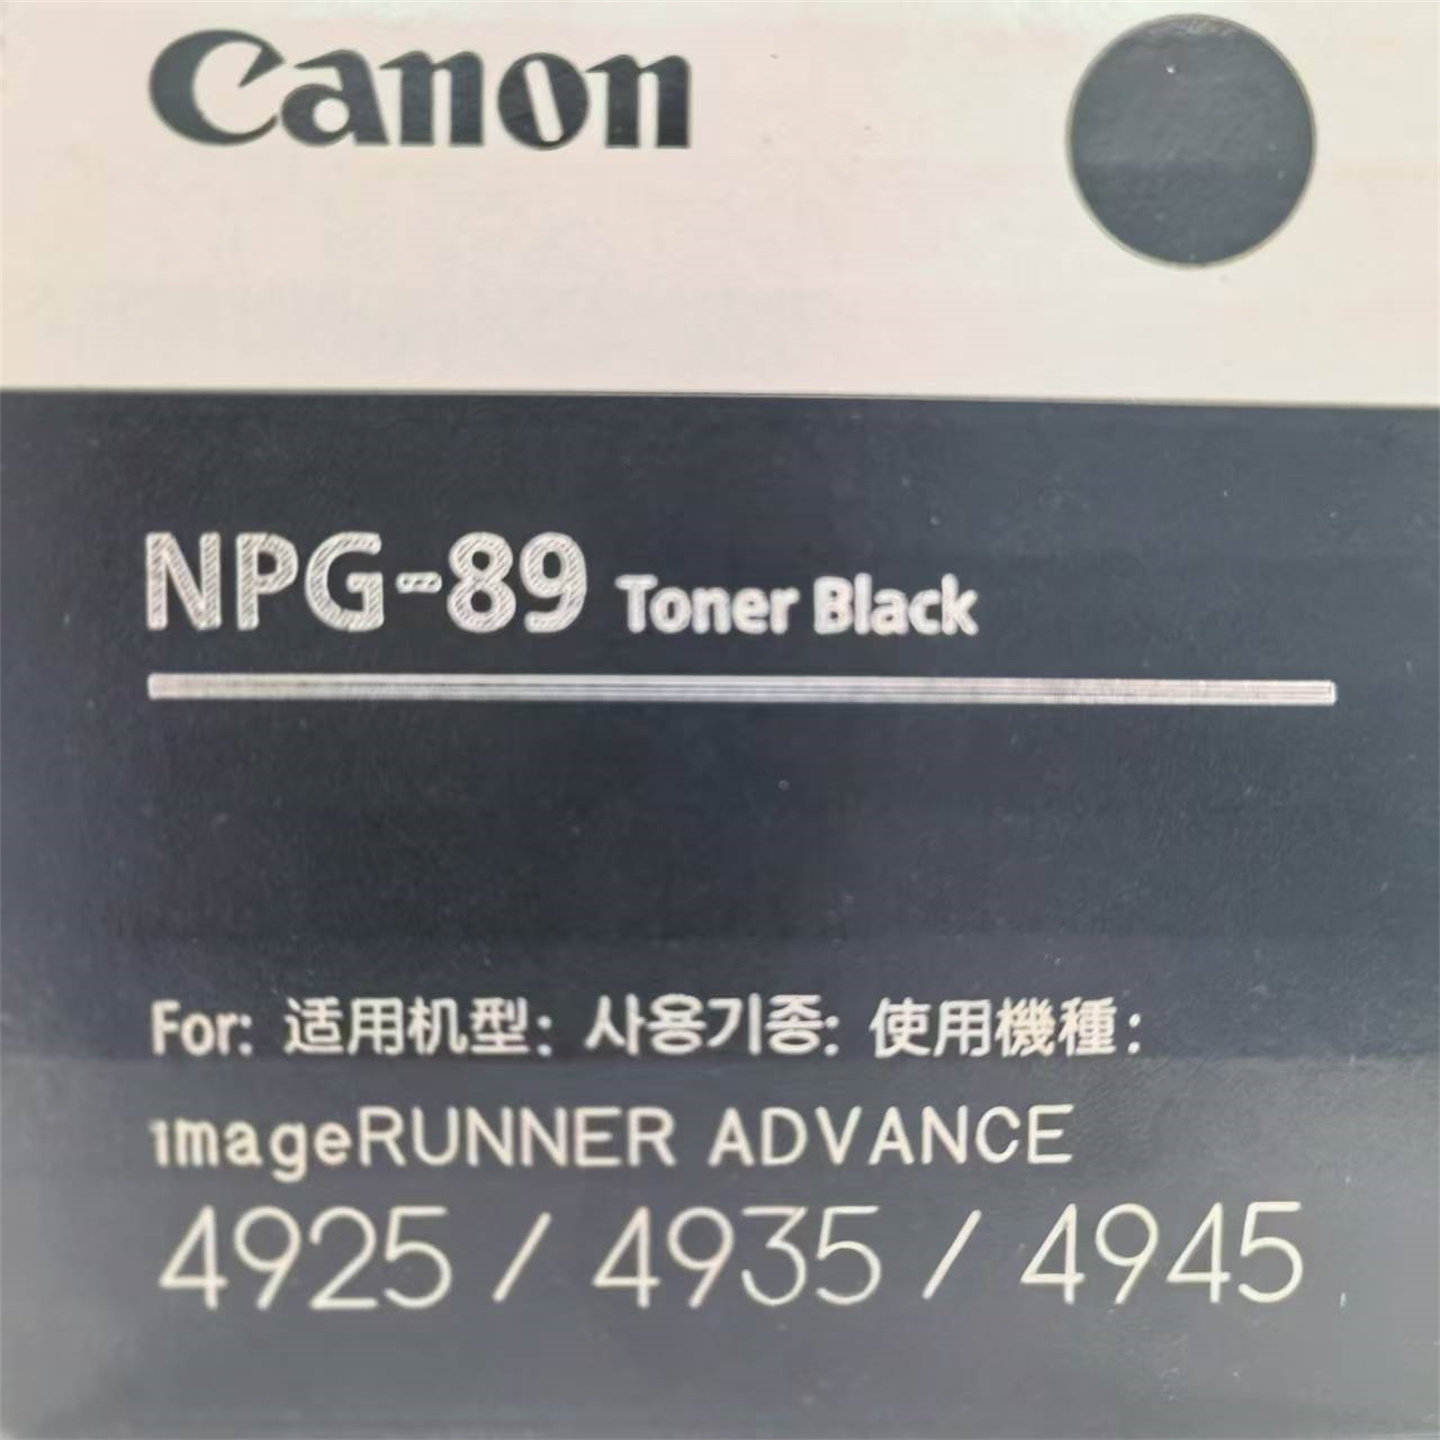 Canon
NPG-89 Toner Black
For: 适用机型: 사용기종: 使用機種:
imageRUNNER ADVANCE
4925 / 4935 / 4945